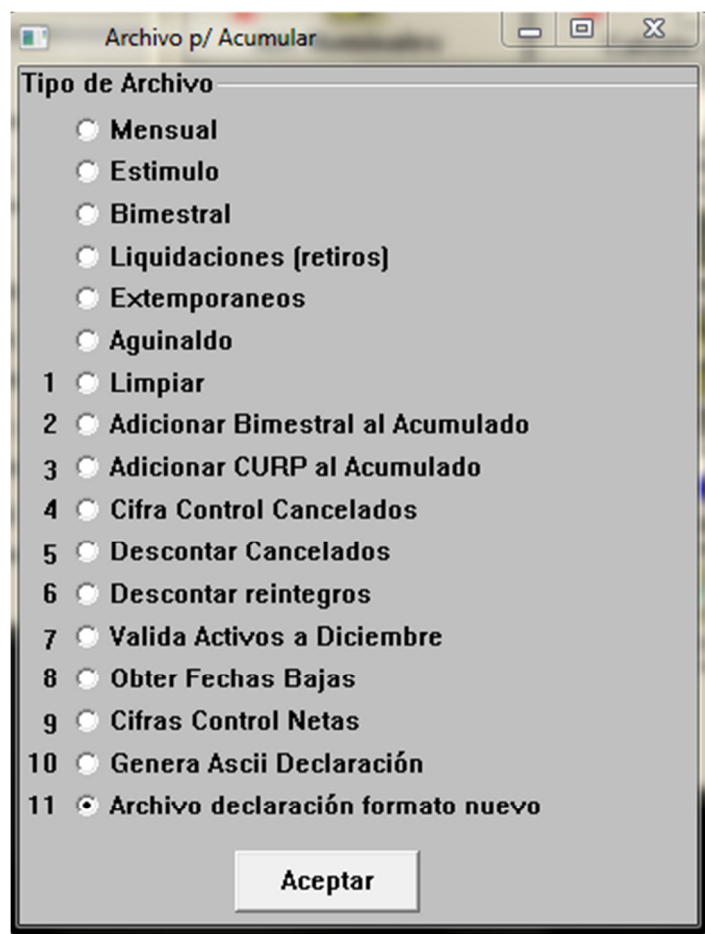 Archivo p/ Acumular
Tipo de Archivo
Mensual
Estimulo
Bimestral
Liquidaciones (retiros)
Extemporaneos
Aguinaldo
1 Limpiar
2 Adicionar Bimestral al Acumulado
3 Adicionar CURP al Acumulado
4 Cifra Control Cancelados
5 Descontar Cancelados
6 Descontar reintegros
7 Valida Activos a Diciembre
8 Obter Fechas Bajas
9 Cifras Control Netas
10 Genera Ascii Declaración
11 Archivo declaración formato nuevo
Aceptar